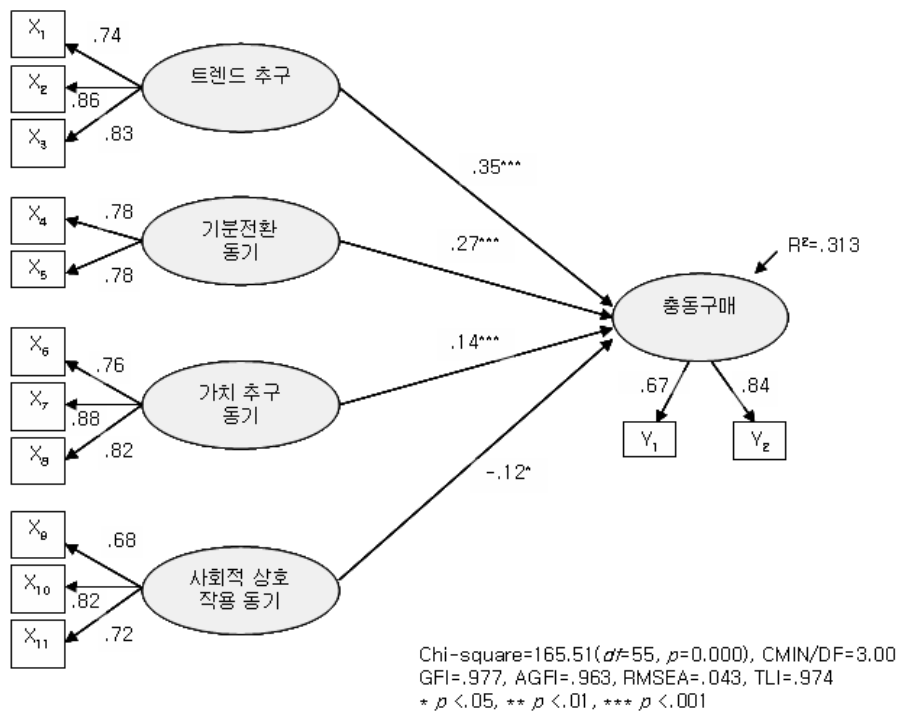 X₁
.74
트렌드 추구
X₂
.86
X₃
.83
.35***
X₄
.78
기분전환
동기
.27***
X₅
.78
R²=.313
충동구매
X₆
.76
.14***
가치 추구
동기
X₇
.88
X₈
.82
.67
.84
Y₁
Y₂
-.12*
X₉
.68
사회적 상호
작용 동기
X₁₀
.82
X₁₁
.72
Chi-square=165.51(df=55, p=0.000), CMIN/DF=3.00
GFI=.977, AGFI=.963, RMSEA=.043, TLI=.974
* p <.05, ** p <.01, *** p <.001